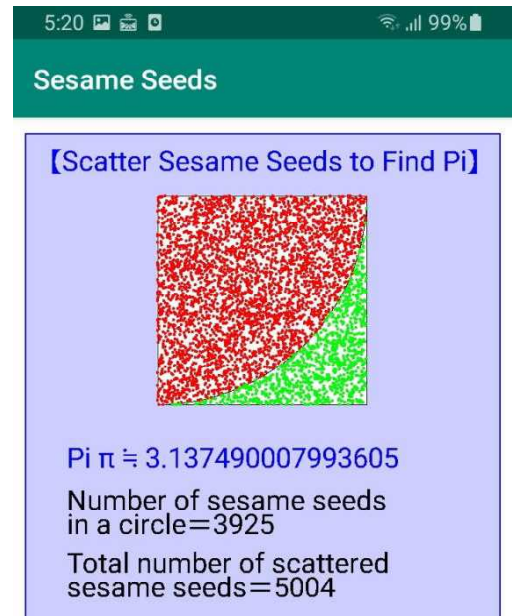 5:20 99%
Sesame Seeds
【Scatter Sesame Seeds to Find Pi】
Pi π ≒ 3.137490007993605
Number of sesame seeds
in a circle＝3925
Total number of scattered
sesame seeds＝5004